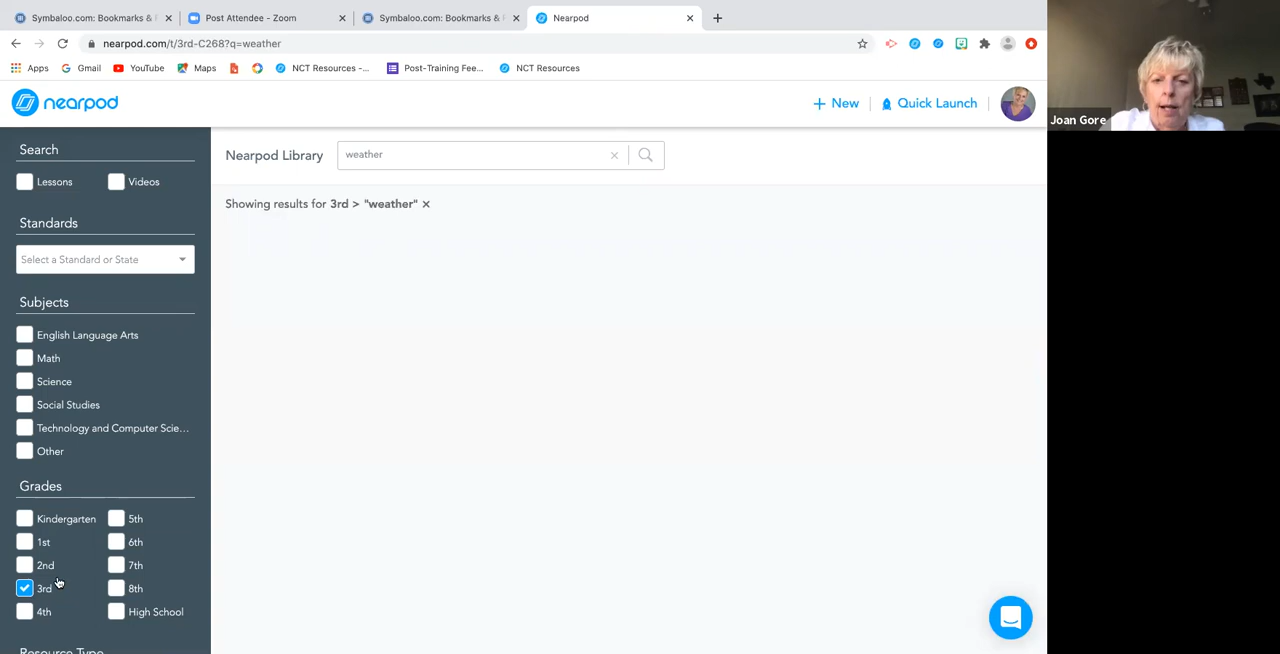 Symbaloo.com: Bookmarks & F
Post Attendee - Zoom
Symbaloo.com: Bookmarks & F
Nearpod
nearpod.com/t/3rd-C268?q=weather
Apps
Gmail
YouTube
Maps
NCT Resources -...
Post-Training Fee...
NCT Resources
nearpod
+ New
Quick Launch
Joan Gore
Search
Lessons
Videos
Standards
Select a Standard or State
Subjects
English Language Arts
Math
Science
Social Studies
Technology and Computer Scie...
Other
Grades
Kindergarten
5th
1st
6th
2nd
7th
3rd
8th
4th
High School
Resource Type
Nearpod Library
weather
Showing results for 3rd > "weather" ×